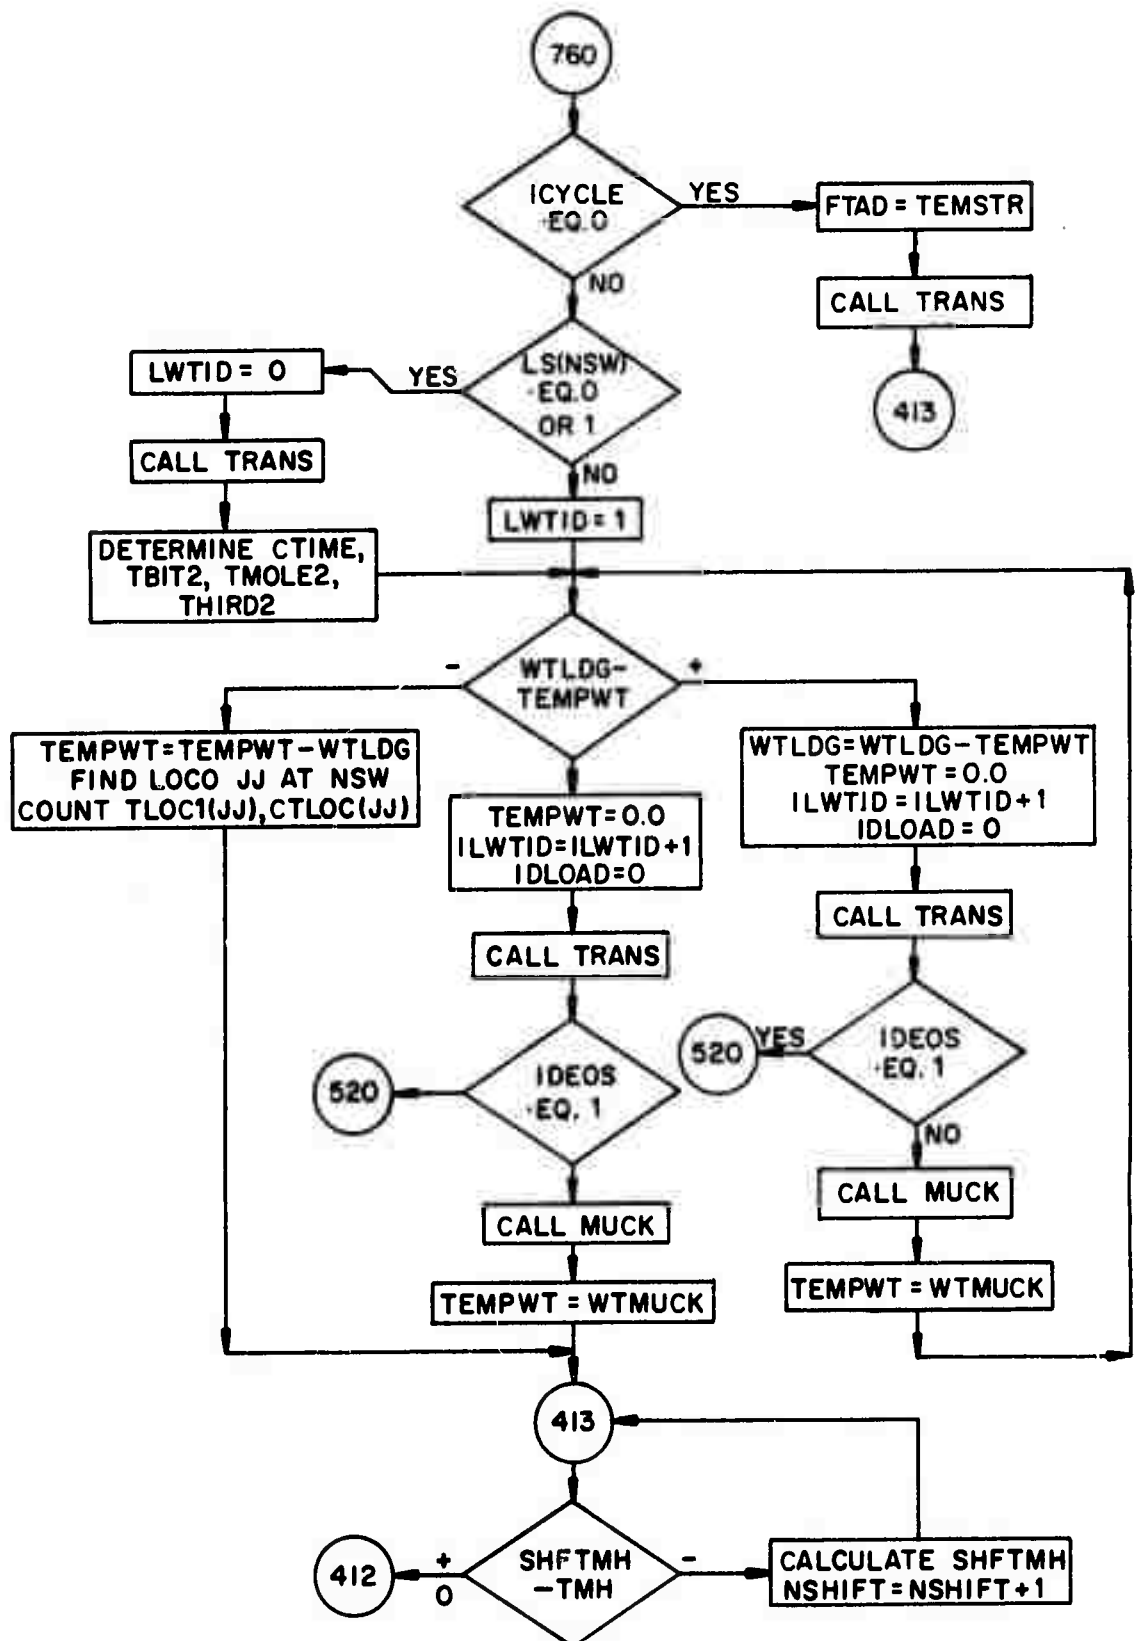 760
ICYCLE
·EQ.0
YES
FTAD = TEMSTR
NO
CALL TRANS
413
LS(NSW)
·EQ.0
OR 1
YES
LWTID = 0
CALL TRANS
NO
LWTID = 1
DETERMINE CTIME,
TBIT2, TMOLE2,
THIRD2
WTLDG-
TEMPWT
-
+
TEMPWT=TEMPWT-WTLDG
FIND LOCO JJ AT NSW
COUNT TLOC1(JJ),CTLOC(JJ)
TEMPWT=0.0
ILWTID=ILWTID+1
IDLOAD=0
WTLDG=WTLDG-TEMPWT
TEMPWT=0.0
ILWTID=ILWTID+1
IDLOAD=0
CALL TRANS
CALL TRANS
520
IDEOS
·EQ. 1
520
YES
IDEOS
·EQ. 1
NO
CALL MUCK
CALL MUCK
TEMPWT = WTMUCK
TEMPWT = WTMUCK
413
412
+
0
SHFTMH
-TMH
-
CALCULATE SHFTMH
NSHIFT=NSHIFT+1